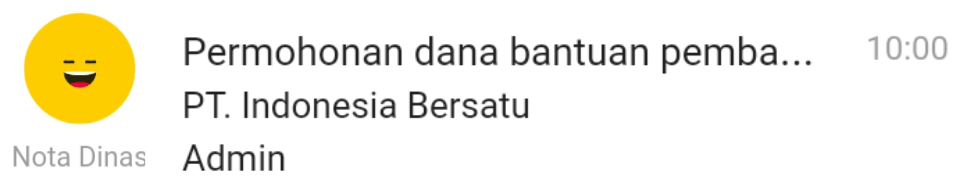 Permohonan dana bantuan pemba...
10:00
PT. Indonesia Bersatu
Nota Dinas
Admin